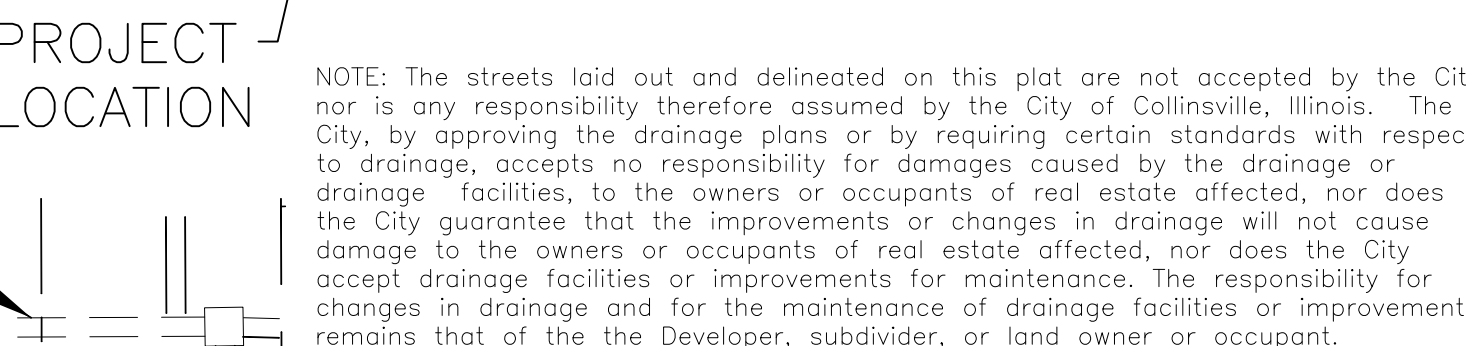 PROJECT
LOCATION
NOTE: The streets laid out and delineated on this plat are not accepted by the Cit
nor is any responsibility therefore assumed by the City of Collinsville, Illinois. The
City, by approving the drainage plans or by requiring certain standards with respec
to drainage, accepts no responsibility for damages caused by the drainage or
drainage facilities, to the owners or occupants of real estate affected, nor does
the City guarantee that the improvements or changes in drainage will not cause
damage to the owners or occupants of real estate affected, nor does the City
accept drainage facilities or improvements for maintenance. The responsibility for
changes in drainage and for the maintenance of drainage facilities or improvement
remains that of the the Developer, subdivider, or land owner or occupant.